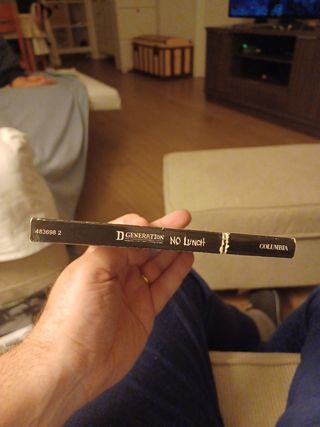 483698 2 D GENERATION NO LUNCH COLUMBIA